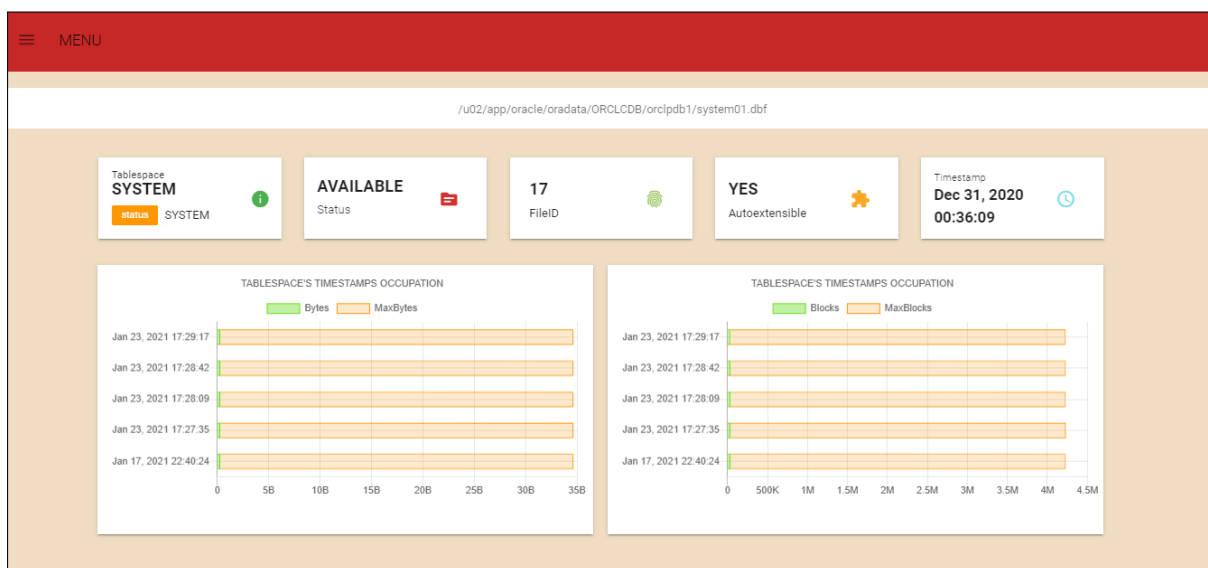 MENU
/u02/app/oracle/oradata/ORCLCDB/orclpdb1/system01.dbf
Tablespace
SYSTEM
status SYSTEM
AVAILABLE
Status
17
FileID
YES
Autoextensible
Timestamp
Dec 31, 2020
00:36:09
TABLESPACE'S TIMESTAMPS OCCUPATION
Bytes MaxBytes
Jan 23, 2021 17:29:17
Jan 23, 2021 17:28:42
Jan 23, 2021 17:28:09
Jan 23, 2021 17:27:35
Jan 17, 2021 22:40:24
0 5B 10B 15B 20B 25B 30B 35B
TABLESPACE'S TIMESTAMPS OCCUPATION
Blocks MaxBlocks
Jan 23, 2021 17:29:17
Jan 23, 2021 17:28:42
Jan 23, 2021 17:28:09
Jan 23, 2021 17:27:35
Jan 17, 2021 22:40:24
0 500K 1M 1.5M 2M 2.5M 3M 3.5M 4M 4.5M